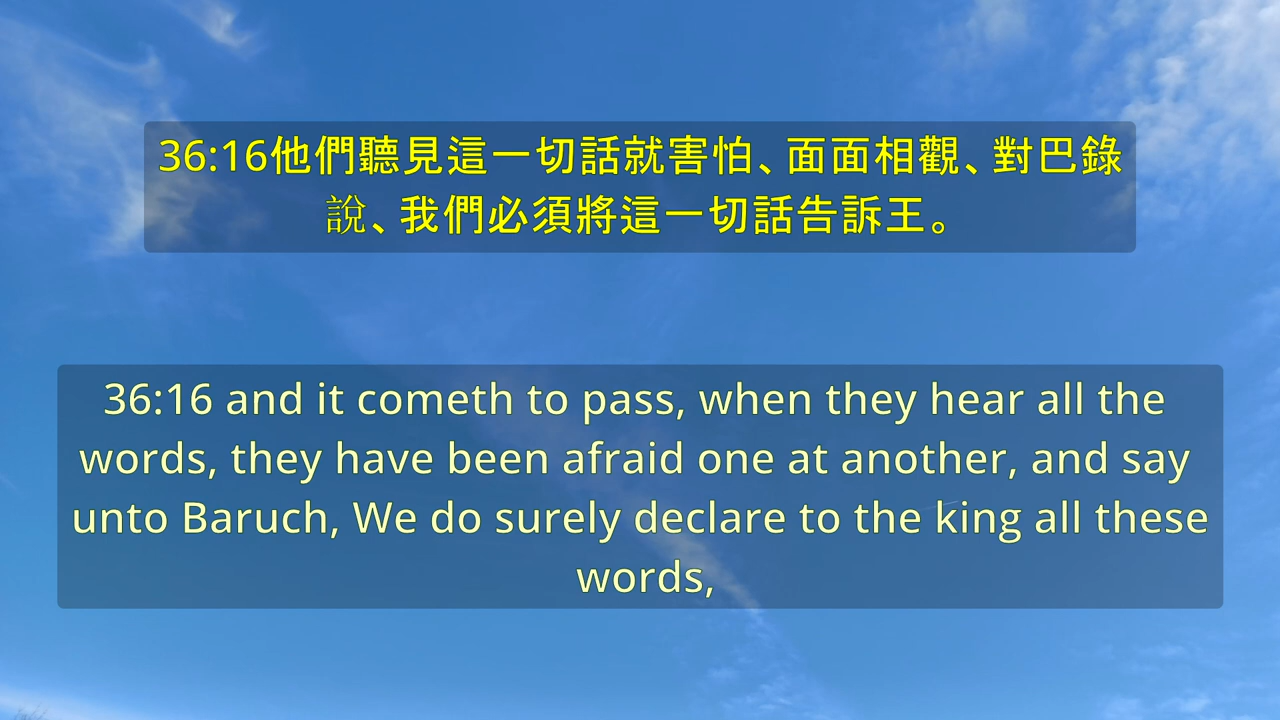 36:16他們聽見這一切話就害怕、面面相觀、對巴錄
說、我們必須將這一切話告訴王。
36:16 and it cometh to pass, when they hear all the
words, they have been afraid one at another, and say
unto Baruch, We do surely declare to the king all these
words,